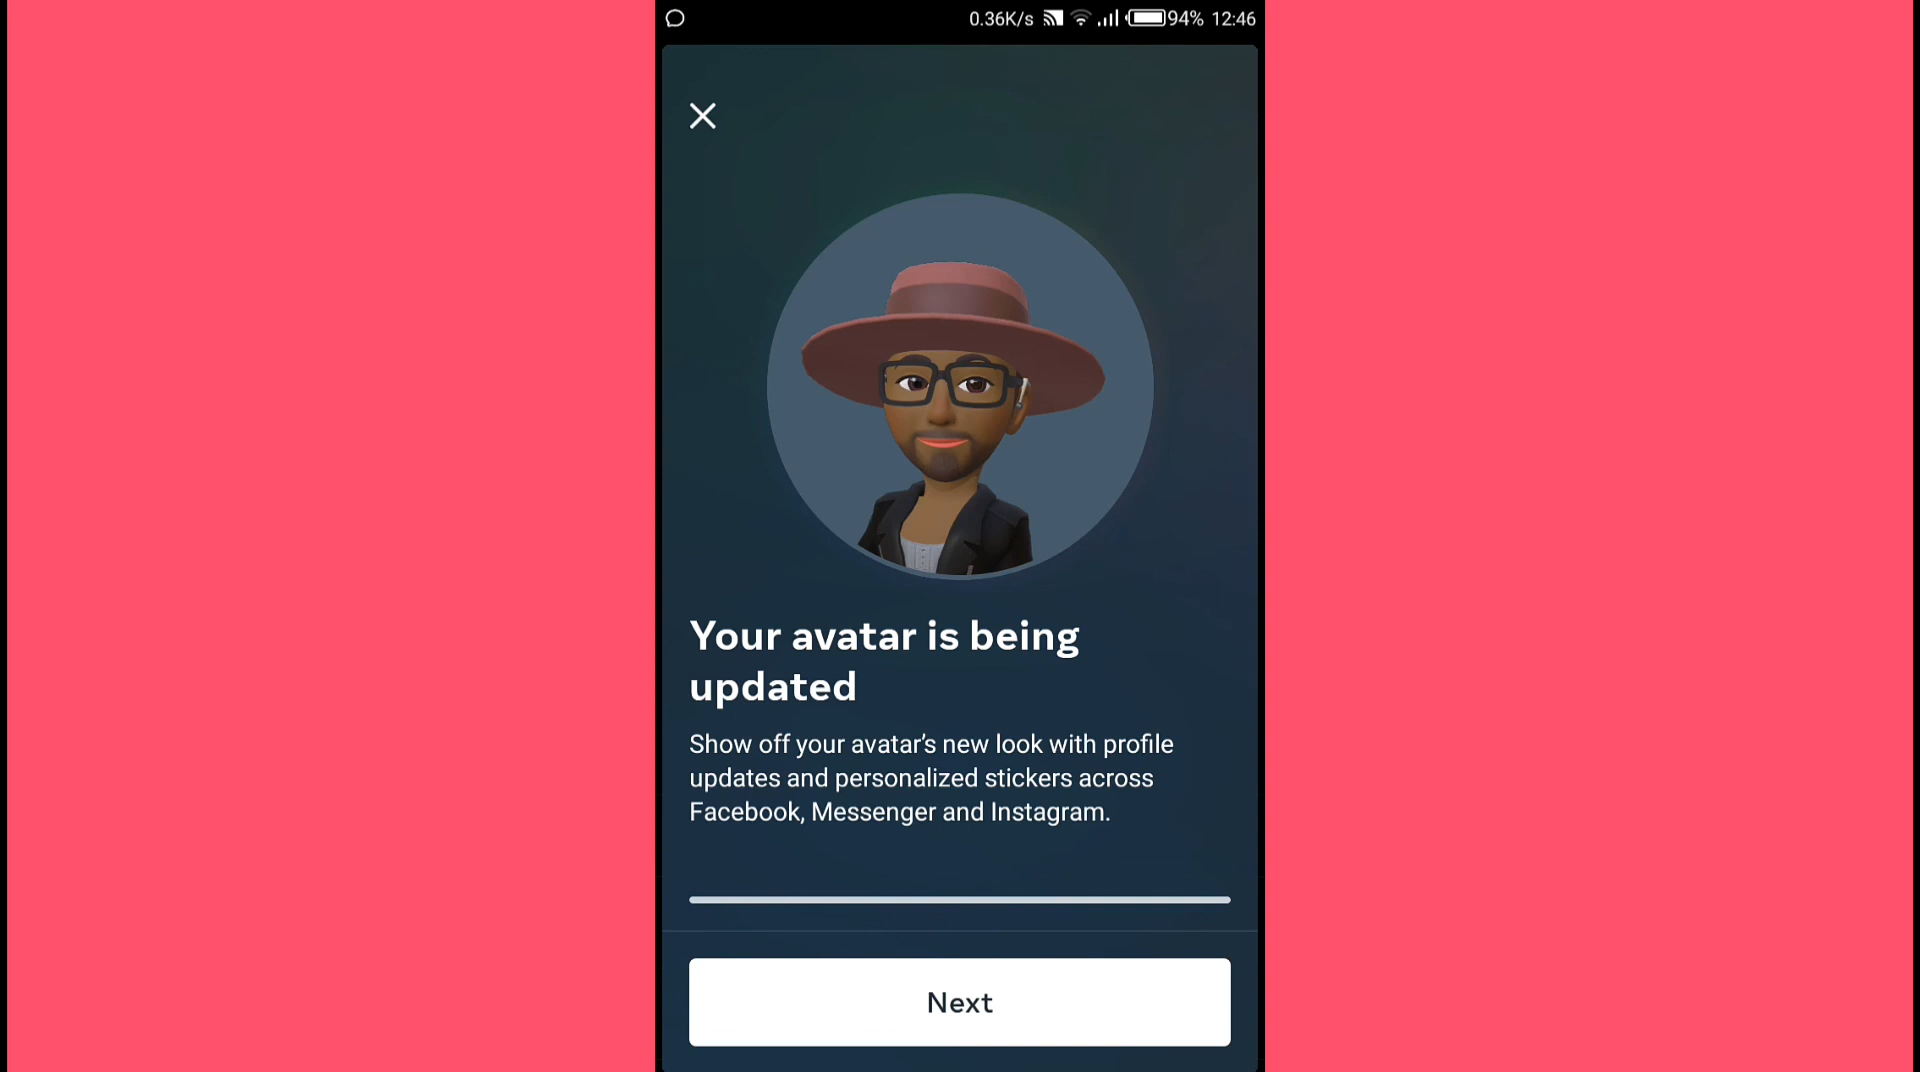 0.36K/s 94% 12:46
Your avatar is being
updated
Show off your avatar’s new look with profile
updates and personalized stickers across
Facebook, Messenger and Instagram.
Next